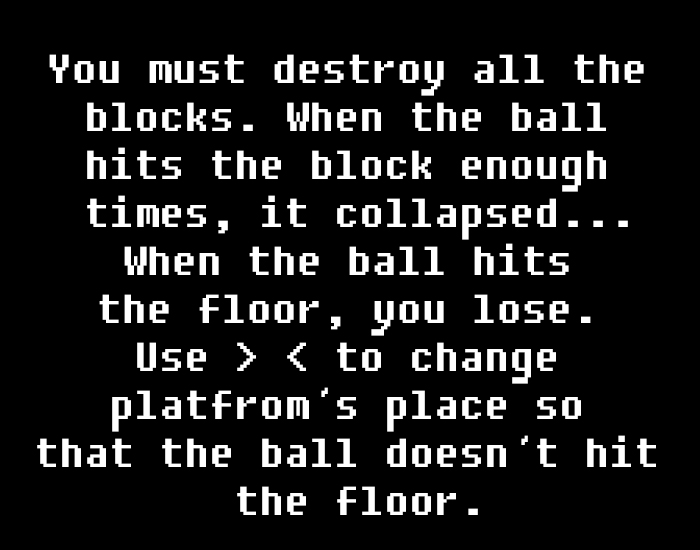 You must destroy all the
blocks. When the ball
hits the block enough
times, it collapsed...
When the ball hits
the floor, you lose.
Use > < to change
platfrom's place so
that the ball doesn't hit
the floor.